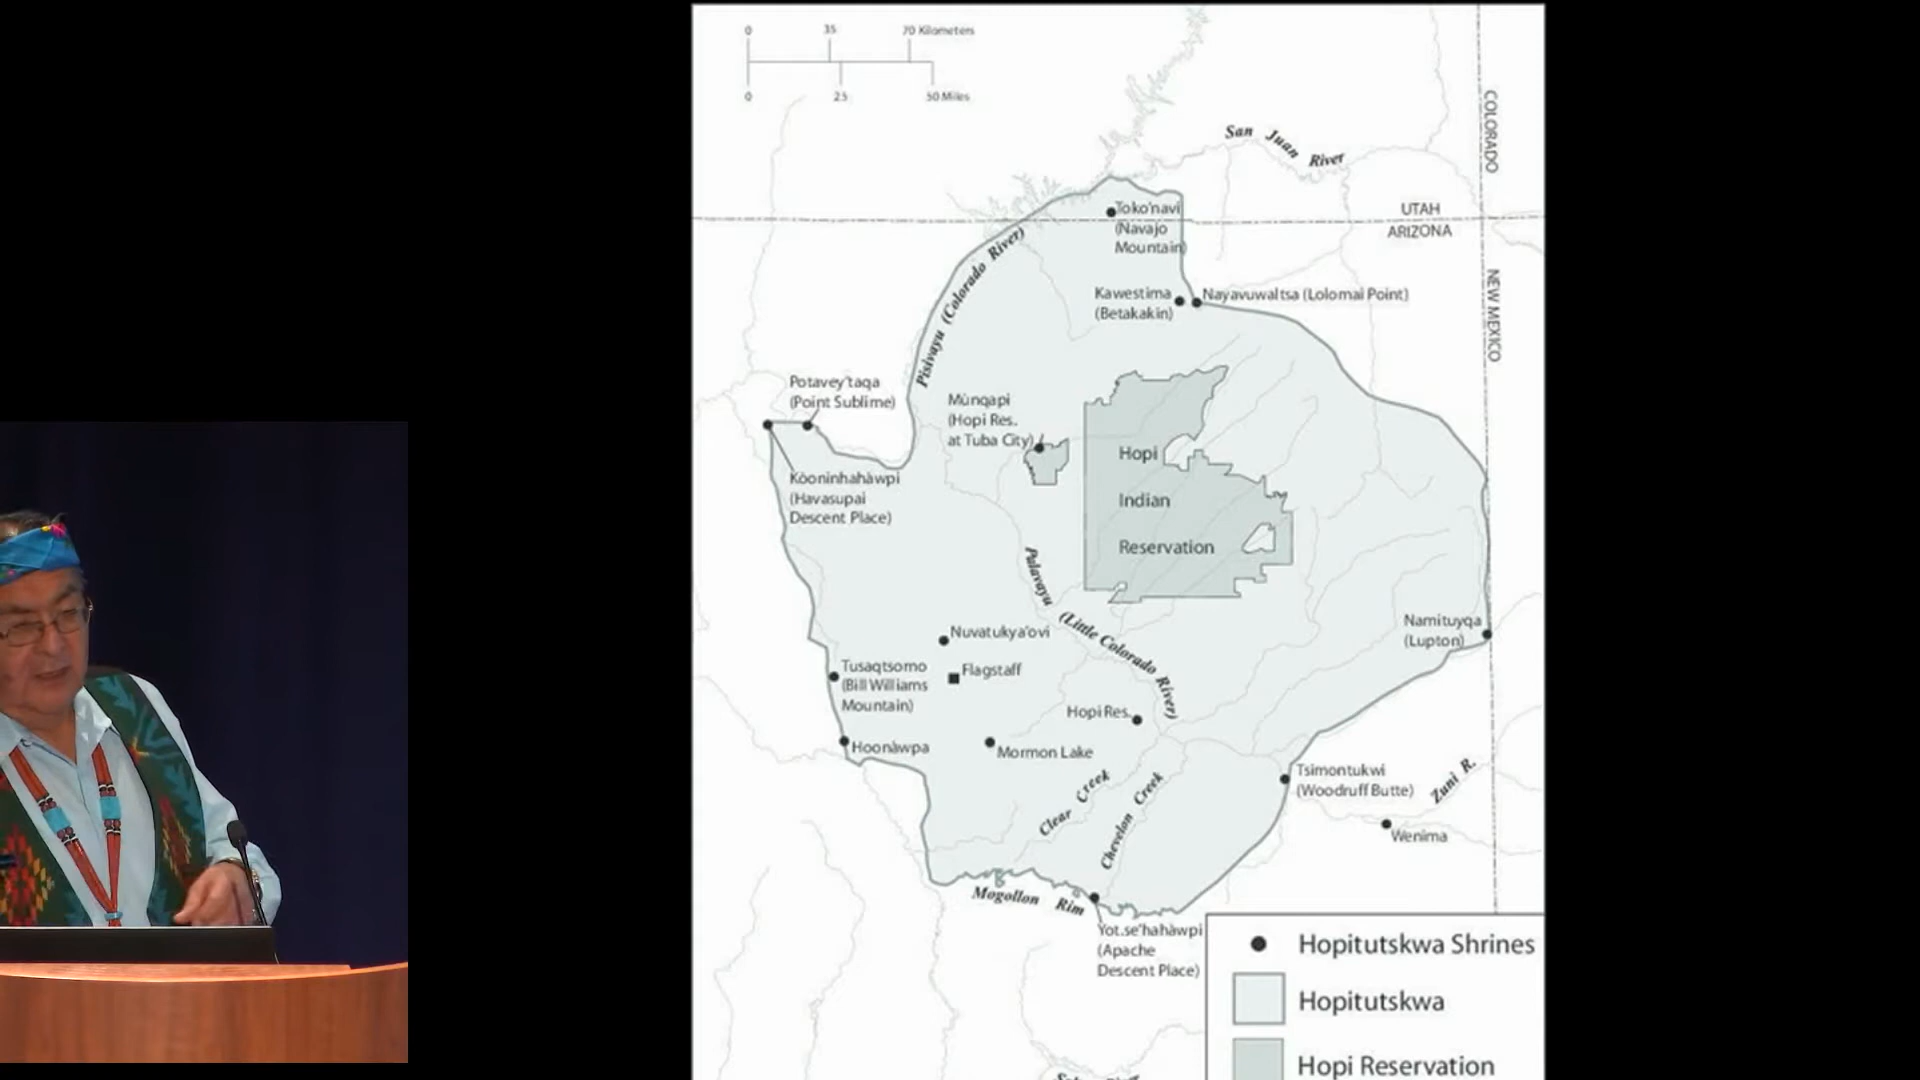 0 35 70 Kilometers
0 25 50 Miles
COLORADO
San Juan River
UTAH
ARIZONA
NEW MEXICO
Toko'navi
(Navajo
Mountain)
Pisivayu (Colorado River)
Kawestima
(Betakakin)
Nayavuwaltsa (Lolomai Point)
Potavey'taqa
(Point Sublime)
Mùnqapi
(Hopi Res.
at Tuba City)
Hopi
Indian
Reservation
Kòoninhahàwpi
(Havasupai
Descent Place)
Palavayu (Little Colorado River)
Namituyqa
(Lupton)
Nuvatukya'ovi
Tusaqtsomo
(Bill Williams
Mountain)
Flagstaff
Hopi Res.
Hoonàwpa
Mormon Lake
Clear Creek
Chevelon Creek
Tsimontukwi
(Woodruff Butte)
Zuni R.
Wenima
Mogollon Rim
Yot.se'hahàwpi
(Apache
Descent Place)
Hopitutskwa Shrines
Hopitutskwa
Hopi Reservation